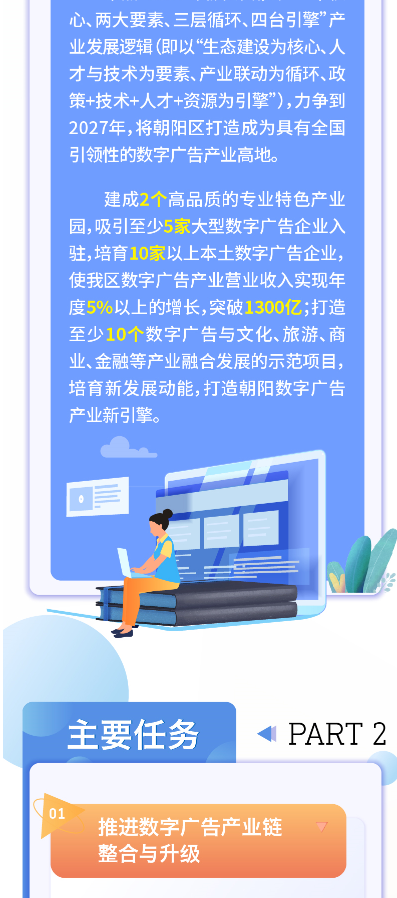 心、两大要素、三层循环、四台引擎”产
业发展逻辑（即以“生态建设为核心、人
才与技术为要素、产业联动为循环、政
策+技术+人才+资源为引擎”），力争到
2027年，将朝阳区打造成为具有全国
引领性的数字广告产业高地。
建成2个高品质的专业特色产业
园，吸引至少5家大型数字广告企业入
驻，培育10家以上本土数字广告企业，
使我区数字广告产业营业收入实现年
度5%以上的增长，突破1300亿；打造
至少10个数字广告与文化、旅游、商
业、金融等产业融合发展的示范项目，
培育新发展动能，打造朝阳数字广告
产业新引擎。
主要任务
PART 2
01
推进数字广告产业链
整合与升级